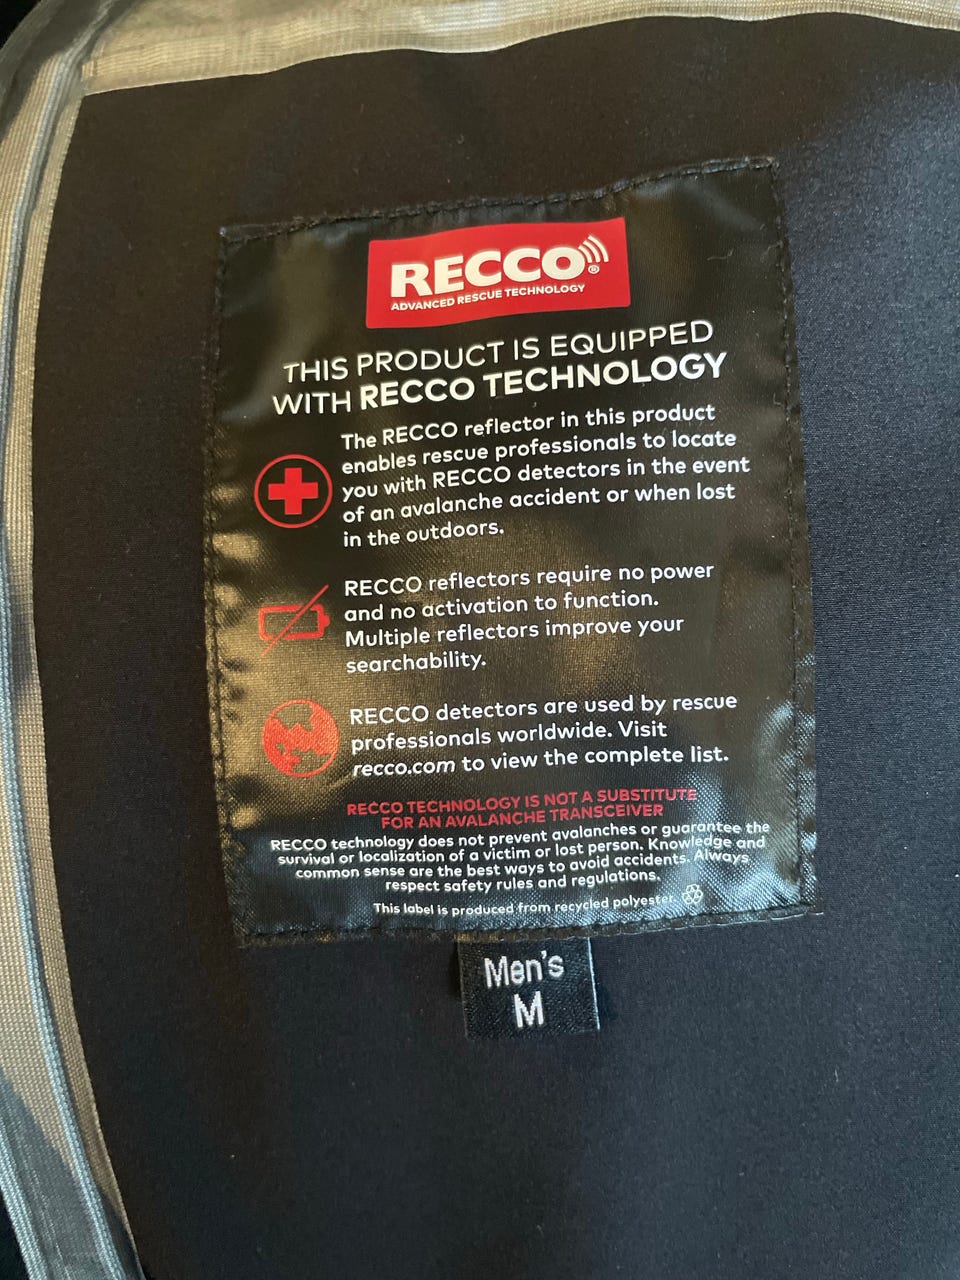 RECCO®
ADVANCED RESCUE TECHNOLOGY
THIS PRODUCT IS EQUIPPED
WITH RECCO TECHNOLOGY
The RECCO reflector in this product
enables rescue professionals to locate
you with RECCO detectors in the event
of an avalanche accident or when lost
in the outdoors.
RECCO reflectors require no power
and no activation to function.
Multiple reflectors improve your
searchability.
RECCO detectors are used by rescue
professionals worldwide. Visit
recco.com to view the complete list.
RECCO TECHNOLOGY IS NOT A SUBSTITUTE
FOR AN AVALANCHE TRANSCEIVER
RECCO technology does not prevent avalanches or guarantee the
survival or localization of a victim or lost person. Knowledge and
common sense are the best ways to avoid accidents. Always
respect safety rules and regulations.
This label is produced from recycled polyester.
Men's
M